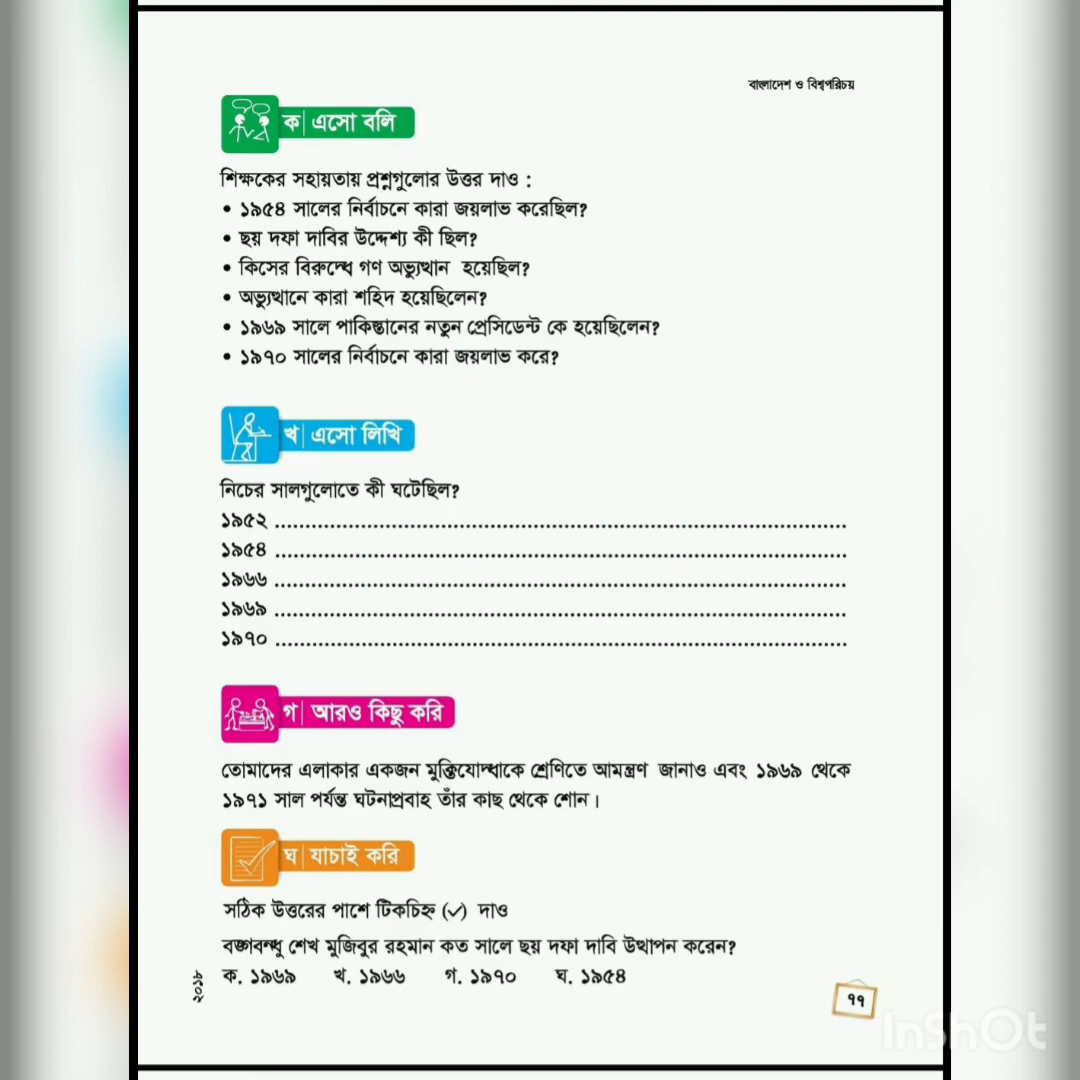 বাংলাদেশ ও বিশ্বপরিচয়
ক| এসো বলি
শিক্ষকের সহায়তায় প্রশ্নগুলোর উত্তর দাও :
• ১৯৫৪ সালের নির্বাচনে কারা জয়লাভ করেছিল?
• ছয় দফা দাবির উদ্দেশ্য কী ছিল?
• কিসের বিরুদ্ধে গণ অভ্যুত্থান হয়েছিল?
• অভ্যুত্থানে কারা শহিদ হয়েছিলেন?
• ১৯৬৯ সালে পাকিস্তানের নতুন প্রেসিডেন্ট কে হয়েছিলেন?
• ১৯৭০ সালের নির্বাচনে কারা জয়লাভ করে?
খ| এসো লিখি
নিচের সালগুলোতে কী ঘটেছিল?
১৯৫২ ....................................................................................
১৯৫৪ ....................................................................................
১৯৬৬ ....................................................................................
১৯৬৯ ....................................................................................
১৯৭০ ....................................................................................
গ| আরও কিছু করি
তোমাদের এলাকার একজন মুক্তিযোদ্ধাকে শ্রেণিতে আমন্ত্রণ জানাও এবং ১৯৬৯ থেকে
১৯৭১ সাল পর্যন্ত ঘটনাপ্রবাহ তাঁর কাছ থেকে শোন।
ঘ| যাচাই করি
সঠিক উত্তরের পাশে টিকচিহ্ন (✓) দাও
বঙ্গবন্ধু শেখ মুজিবুর রহমান কত সালে ছয় দফা দাবি উত্থাপন করেন?
ক. ১৯৬৯ খ. ১৯৬৬ গ. ১৯৭০ ঘ. ১৯৫৪
২০১৮
৭৭
InShOt